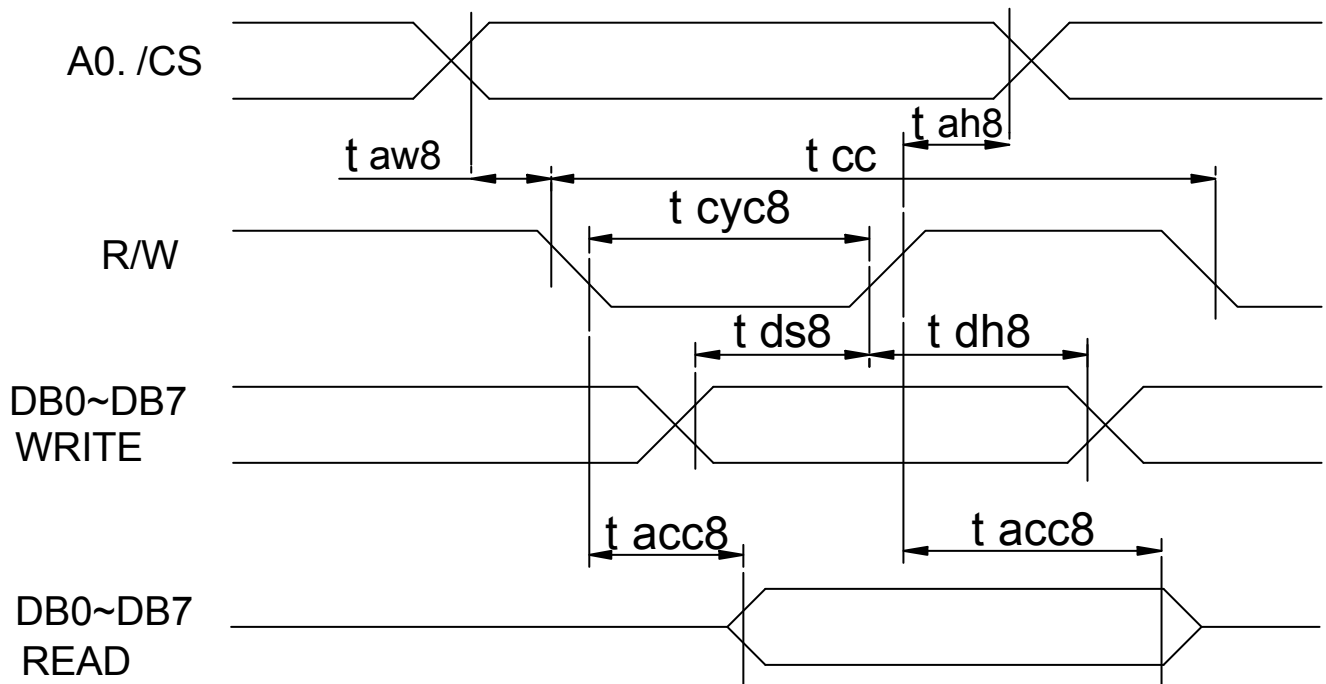 A0. /CS
t ah8
t aw8
t cc
t cyc8
R/W
t ds8
t dh8
DB0~DB7
WRITE
t acc8
t acc8
DB0~DB7
READ